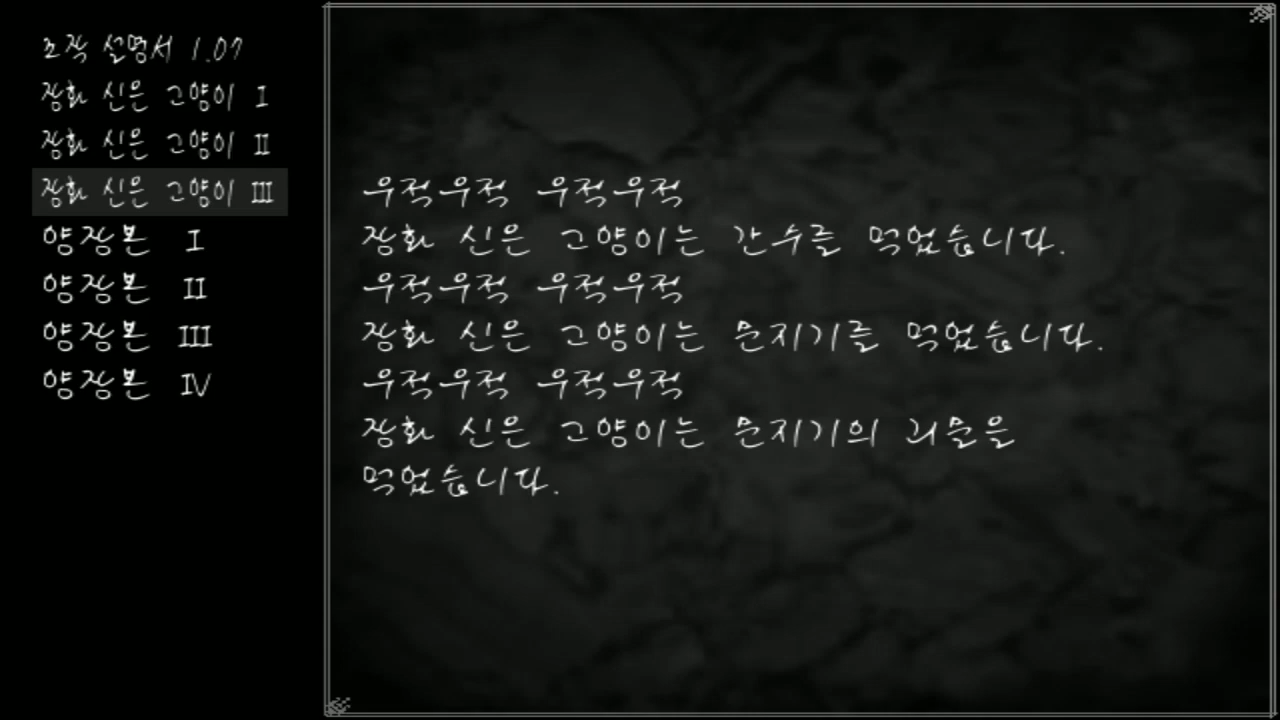 조작 설명서 1.07
장화 신은 고양이 Ⅰ
장화 신은 고양이 Ⅱ
장화 신은 고양이 Ⅲ
양장본 Ⅰ
양장본 Ⅱ
양장본 Ⅲ
양장본 Ⅳ
우적우적 우적우적
장화 신은 고양이는 간수를 먹었습니다.
우적우적 우적우적
장화 신은 고양이는 문지기를 먹었습니다.
우적우적 우적우적
장화 신은 고양이는 문지기의 괴물을
먹었습니다.